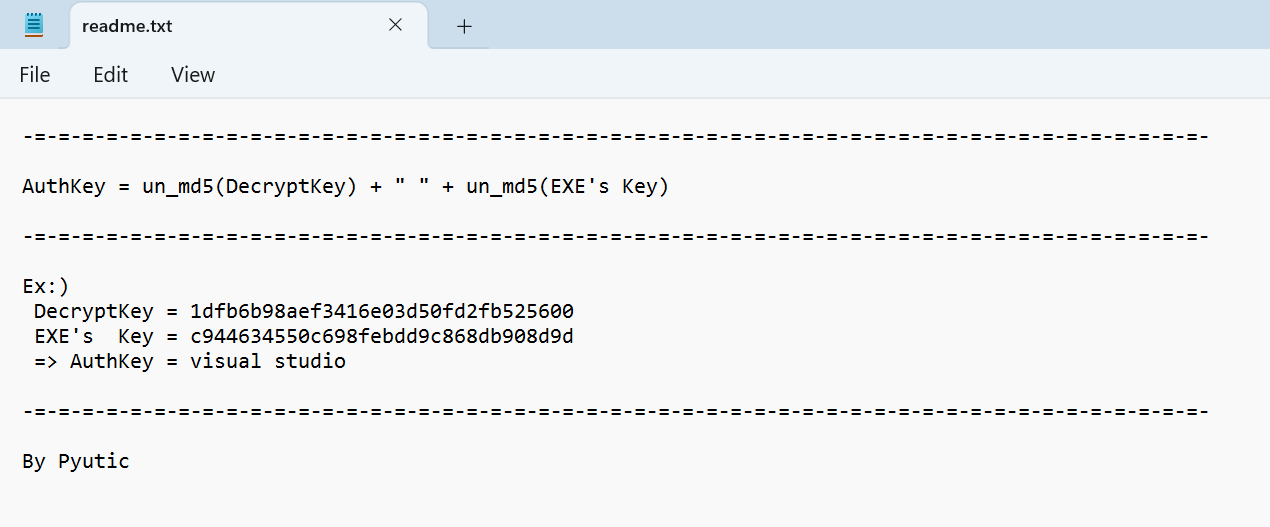 readme.txt
File Edit View
-=-=-=-=-=-=-=-=-=-=-=-=-=-=-=-=-=-=-=-=-=-=-=-=-=-=-=-=-=-=-=-=-=-=-=-=-=-=-=-=-=-=-=-=-=-=-=-=-=-
AuthKey = un_md5(DecryptKey) + " " + un_md5(EXE's Key)
-=-=-=-=-=-=-=-=-=-=-=-=-=-=-=-=-=-=-=-=-=-=-=-=-=-=-=-=-=-=-=-=-=-=-=-=-=-=-=-=-=-=-=-=-=-=-=-=-=-
Ex:)
DecryptKey = 1dfb6b98aef3416e03d50fd2fb525600
EXE's  Key = c944634550c698febdd9c868db908d9d
=> AuthKey = visual studio
-=-=-=-=-=-=-=-=-=-=-=-=-=-=-=-=-=-=-=-=-=-=-=-=-=-=-=-=-=-=-=-=-=-=-=-=-=-=-=-=-=-=-=-=-=-=-=-=-=-
By Pyutic